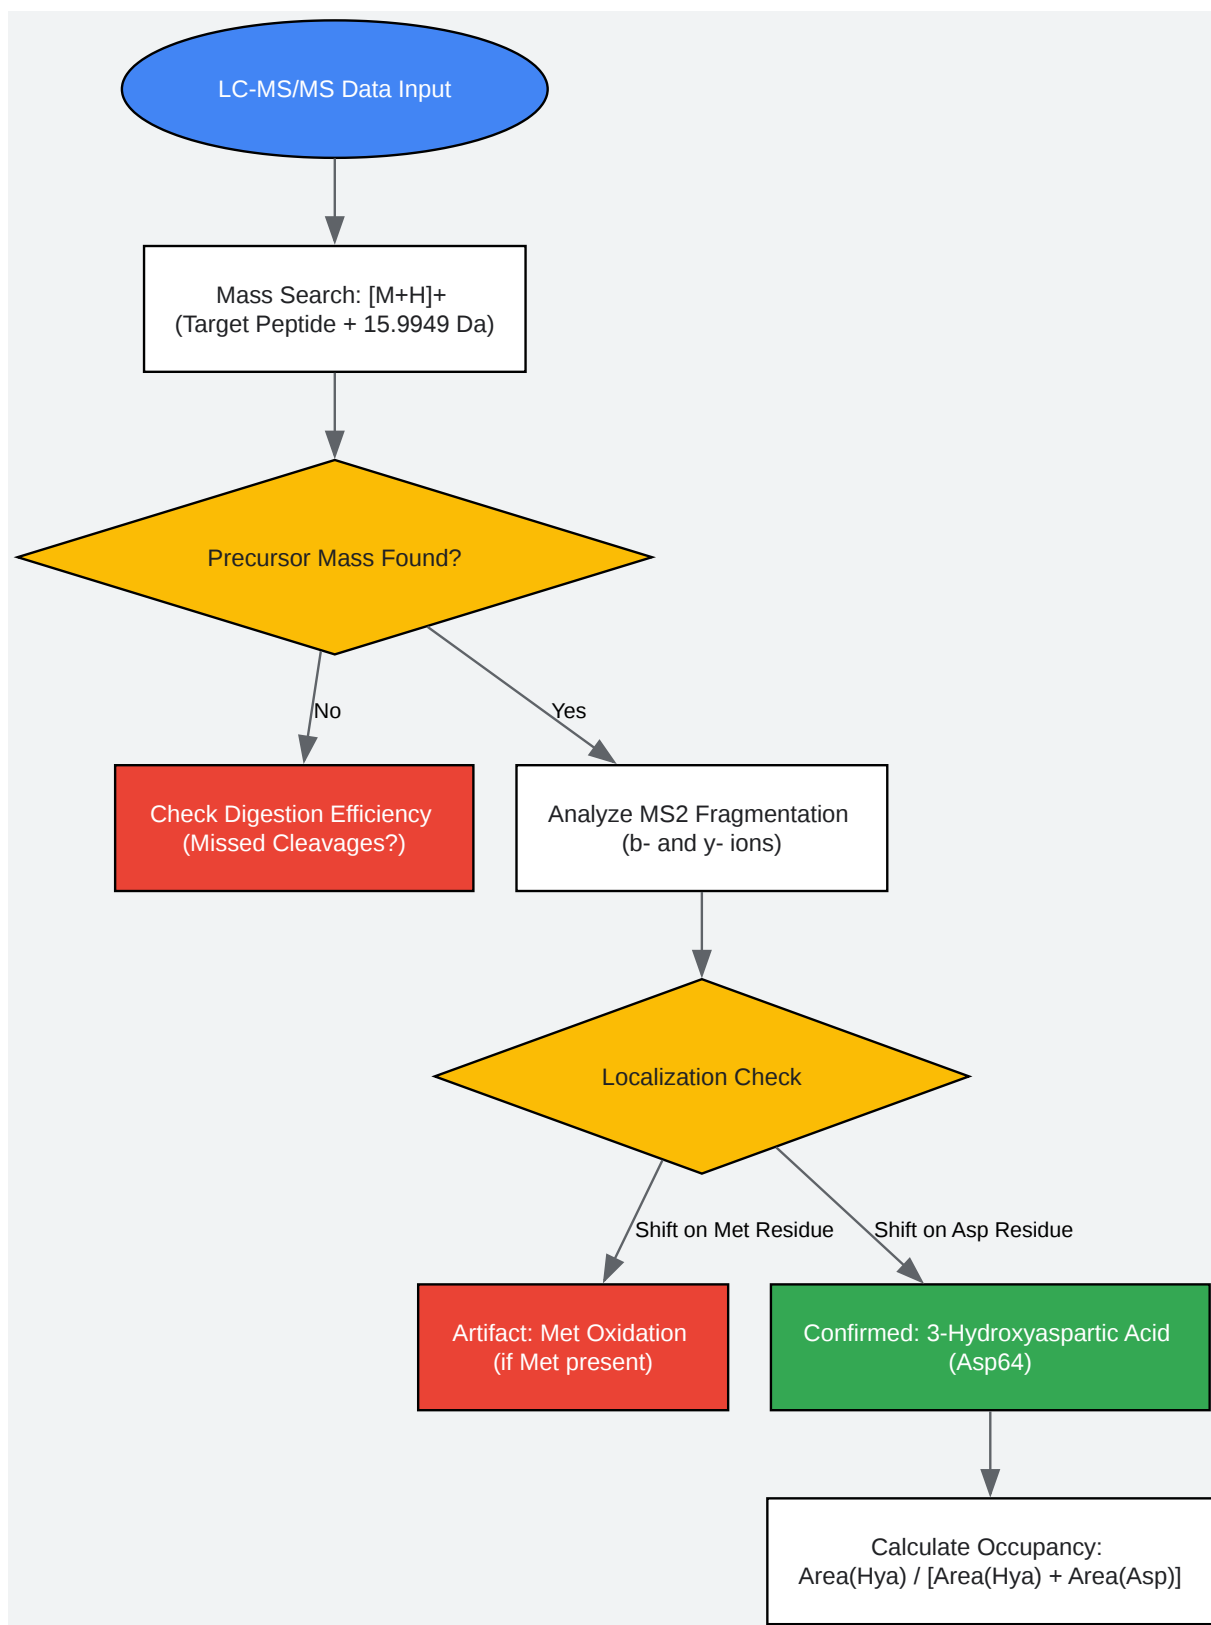 LC-MS/MS Data Input
Mass Search: [M+H]+
(Target Peptide + 15.9949 Da)
Precursor Mass Found?
No
Yes
Check Digestion Efficiency
(Missed Cleavages?)
Analyze MS2 Fragmentation
(b- and y- ions)
Localization Check
Shift on Met Residue
Shift on Asp Residue
Artifact: Met Oxidation
(if Met present)
Confirmed: 3-Hydroxyaspartic Acid
(Asp64)
Calculate Occupancy:
Area(Hya) / [Area(Hya) + Area(Asp)]